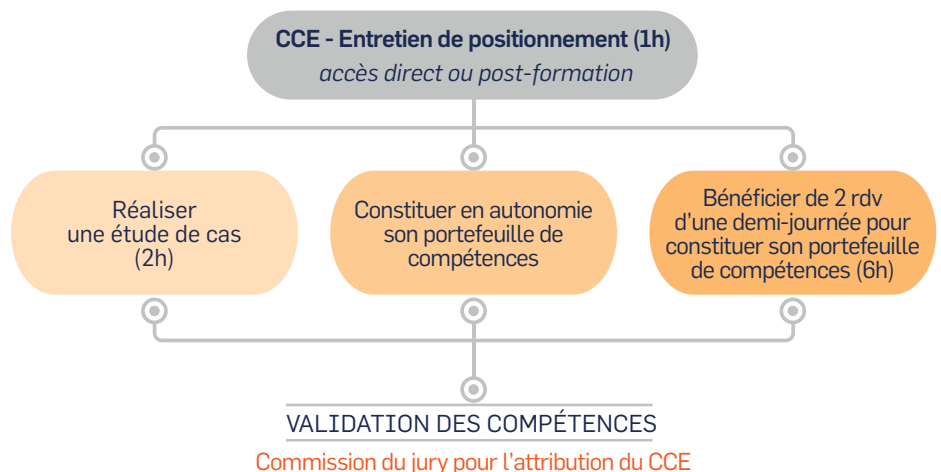 CCE - Entretien de positionnement (1h)
accès direct ou post-formation
Réaliser
une étude de cas
(2h)
Constituer en autonomie
son portefeuille de
compétences
Bénéficier de 2 rdv
d'une demi-journée pour
constituer son portefeuille
de compétences (6h)
VALIDATION DES COMPÉTENCES
Commission du jury pour l'attribution du CCE